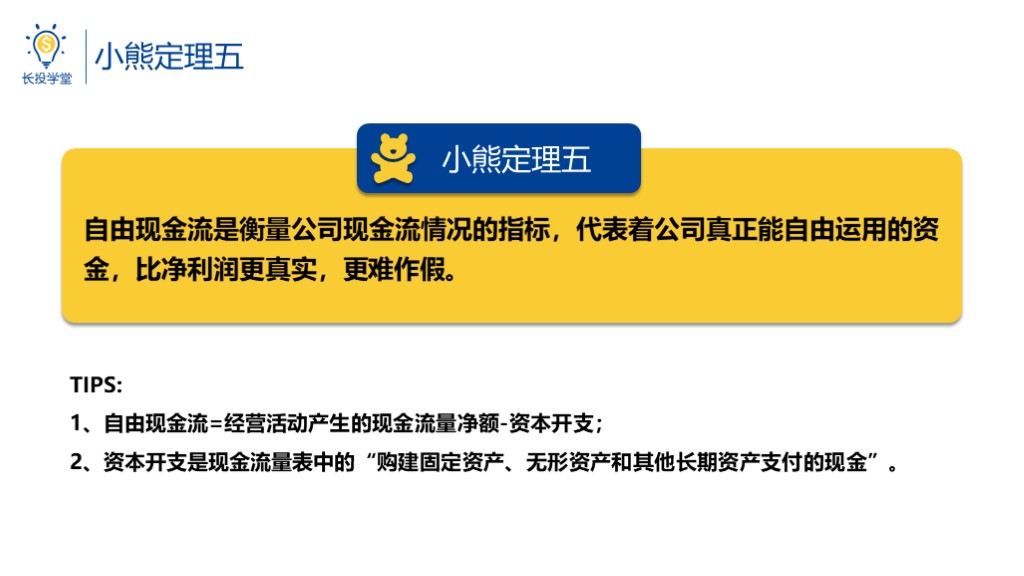 长投学堂
小熊定理五
小熊定理五
自由现金流是衡量公司现金流情况的指标，代表着公司真正能自由运用的资
金，比净利润更真实，更难作假。
TIPS:
1、自由现金流=经营活动产生的现金流量净额-资本开支；
2、资本开支是现金流量表中的“购建固定资产、无形资产和其他长期资产支付的现金”。